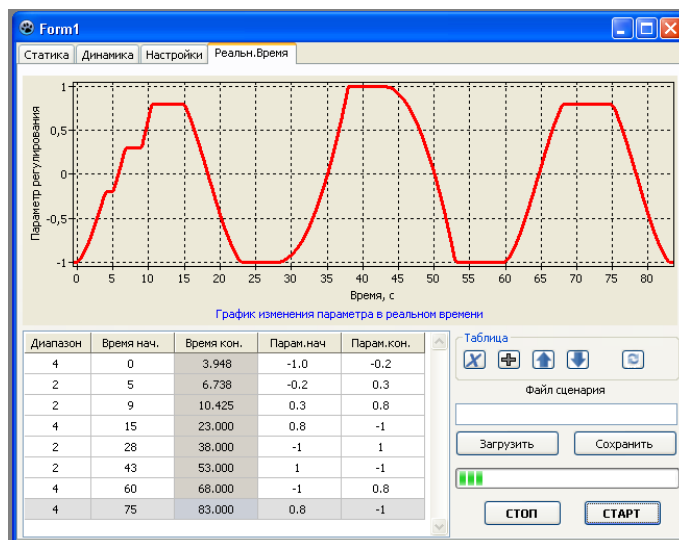 Form1
Статика Динамика Настройки Реальн.Время
Параметр регулирования
1
0,5
0
-0,5
-1
0 5 10 15 20 25 30 35 40 45 50 55 60 65 70 75 80
Время, с
График изменения параметра в реальном времени
Диапазон Время нач. Время кон. Парам.нач Парам.кон.
4 0 3.948 -1.0 -0.2
2 5 6.738 -0.2 0.3
2 9 10.425 0.3 0.8
4 15 23.000 0.8 -1
2 28 38.000 -1 1
2 43 53.000 1 -1
4 60 68.000 -1 0.8
4 75 83.000 0.8 -1
Таблица
Файл сценария
Загрузить Сохранить
СТОП СТАРТ